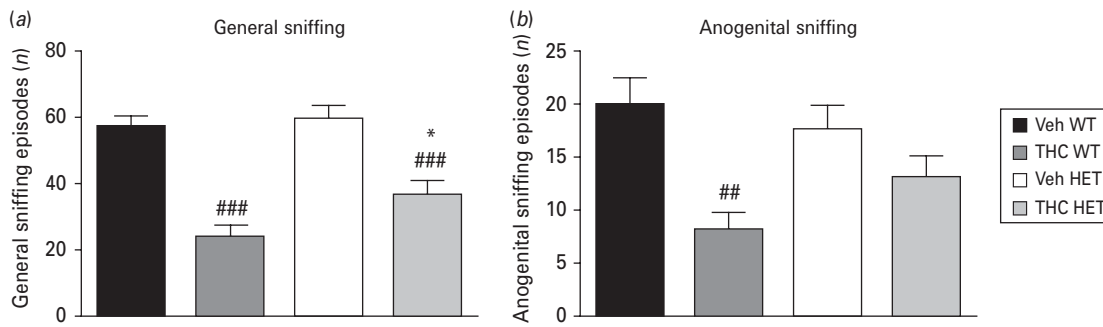 (a)
General sniffing
General sniffing episodes (n)
80
60
40
20
0
###
*
###
(b)
Anogenital sniffing
Anogenital sniffing episodes (n)
25
20
15
10
5
0
##
Veh WT
THC WT
Veh HET
THC HET